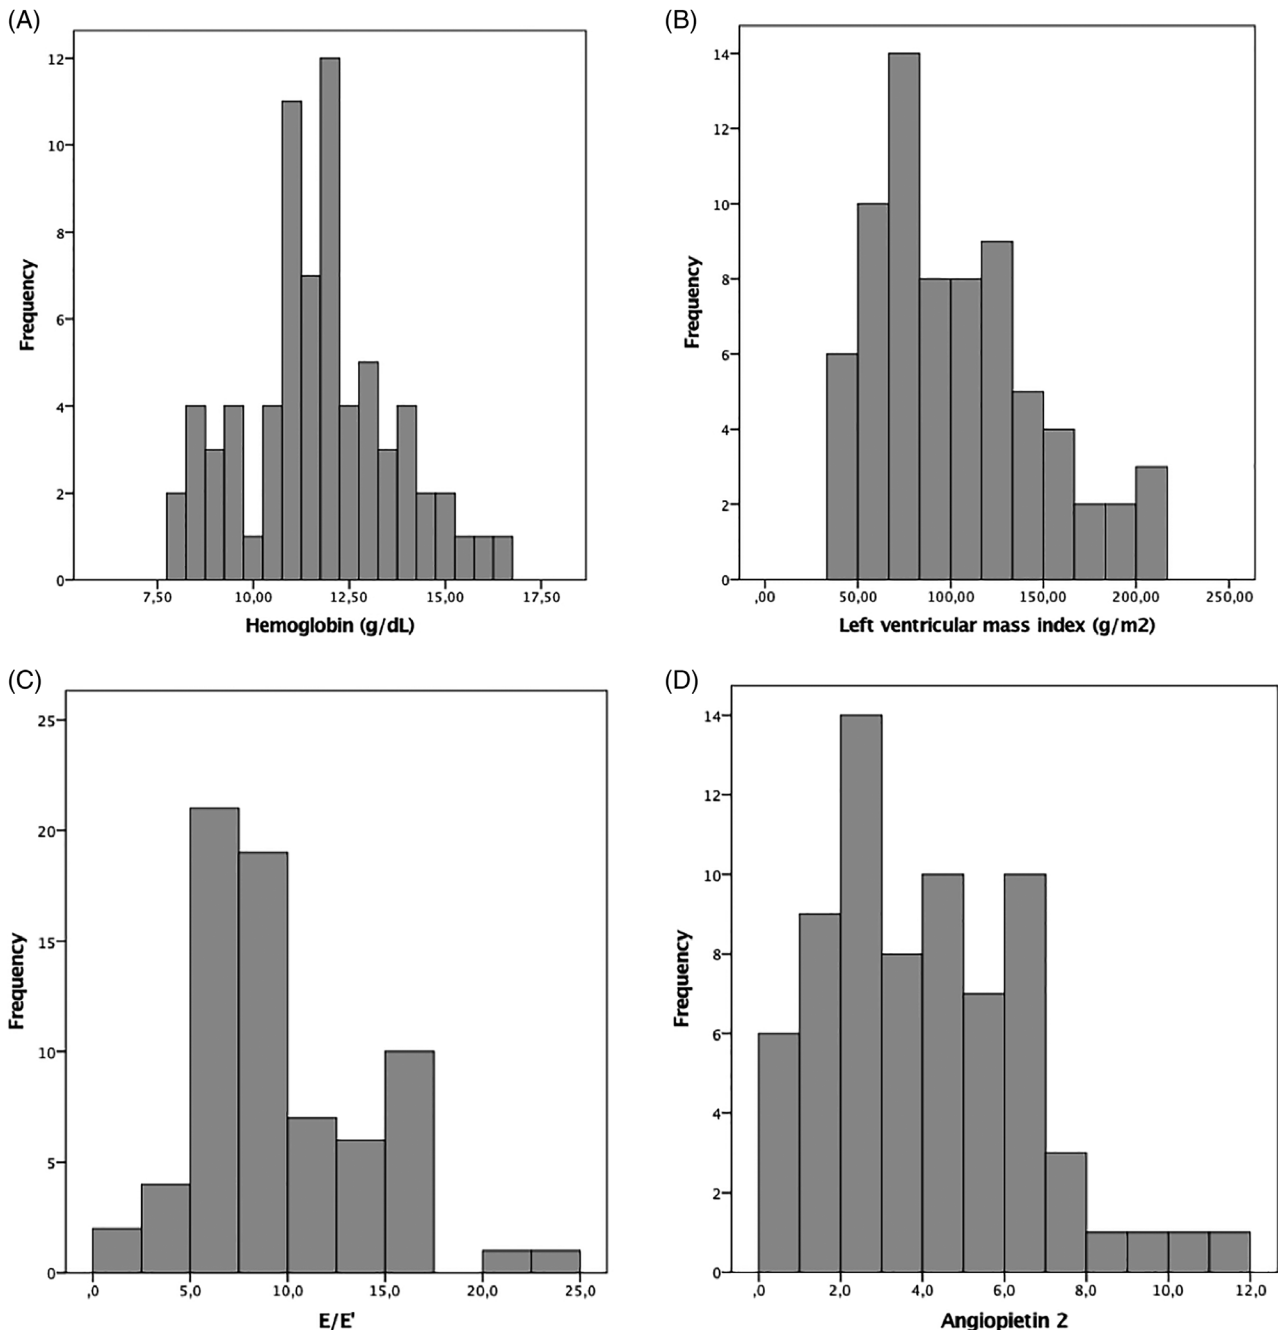 (A)
12
10
8
6
4
2
0
Frequency
7,50 10,00 12,50 15,00 17,50
Hemoglobin (g/dL)
(B)
14
12
10
8
6
4
2
0
Frequency
,00 50,00 100,00 150,00 200,00 250,00
Left ventricular mass index (g/m2)
(C)
25
20
15
10
5
0
Frequency
,0 5,0 10,0 15,0 20,0 25,0
E/E'
(D)
14
12
10
8
6
4
2
0
Frequency
,0 2,0 4,0 6,0 8,0 10,0 12,0
Angiopietin 2